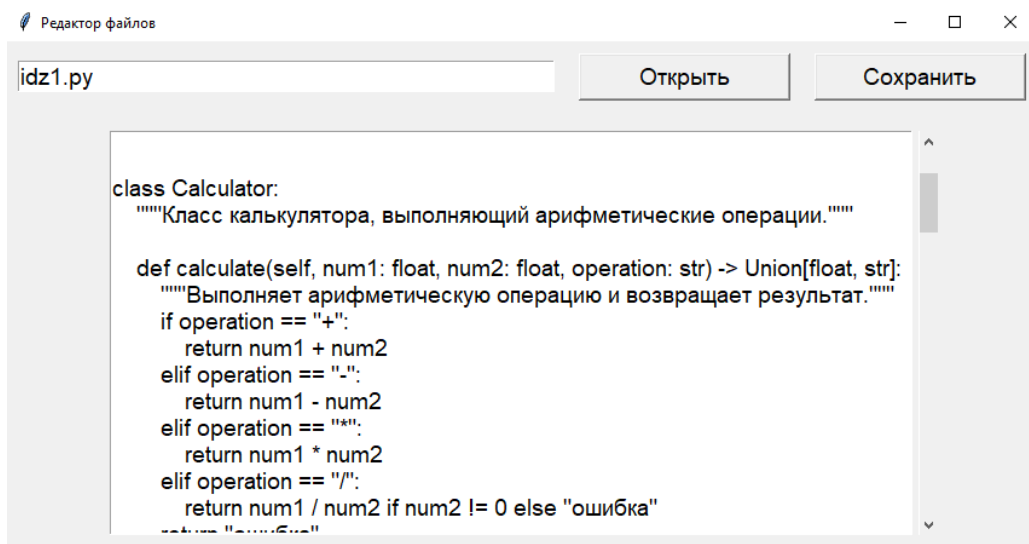 Редактор файлов
idz1.py
Открыть
Сохранить
class Calculator:
"""Класс калькулятора, выполняющий арифметические операции."""
def calculate(self, num1: float, num2: float, operation: str) -> Union[float, str]:
"""Выполняет арифметическую операцию и возвращает результат."""
if operation == "+":
return num1 + num2
elif operation == "-":
return num1 - num2
elif operation == "*":
return num1 * num2
elif operation == "/":
return num1 / num2 if num2 != 0 else "ошибка"
return "ошибка"